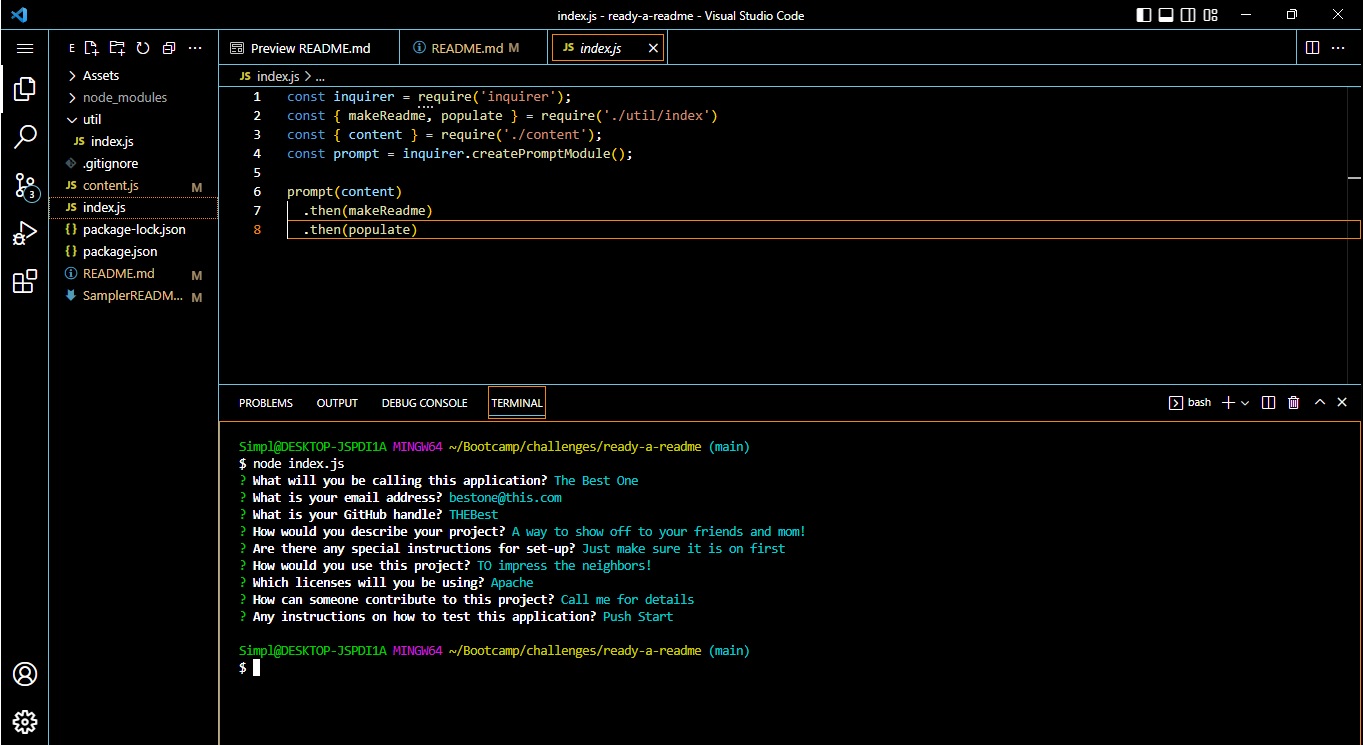 index.js - ready-a-readme - Visual Studio Code
E
Preview README.md
README.md M
JS index.js
Assets
node_modules
util
JS index.js
.gitignore
JS content.js M
JS index.js
{} package-lock.json
{} package.json
README.md M
SamplerREADM... M
3
JS index.js > ...
1 const inquirer = require('inquirer');
2 const { makeReadme, populate } = require('./util/index')
3 const { content } = require('./content');
4 const prompt = inquirer.createPromptModule();
5
6 prompt(content)
7 .then(makeReadme)
8 .then(populate)
PROBLEMS OUTPUT DEBUG CONSOLE TERMINAL
bash
Simpl@DESKTOP-JSPDI1A MINGW64 ~/Bootcamp/challenges/ready-a-readme (main)
$ node index.js
? What will you be calling this application? The Best One
? What is your email address? bestone@this.com
? What is your GitHub handle? THEBest
? How would you describe your project? A way to show off to your friends and mom!
? Are there any special instructions for set-up? Just make sure it is on first
? How would you use this project? TO impress the neighbors!
? Which licenses will you be using? Apache
? How can someone contribute to this project? Call me for details
? Any instructions on how to test this application? Push Start
Simpl@DESKTOP-JSPDI1A MINGW64 ~/Bootcamp/challenges/ready-a-readme (main)
$